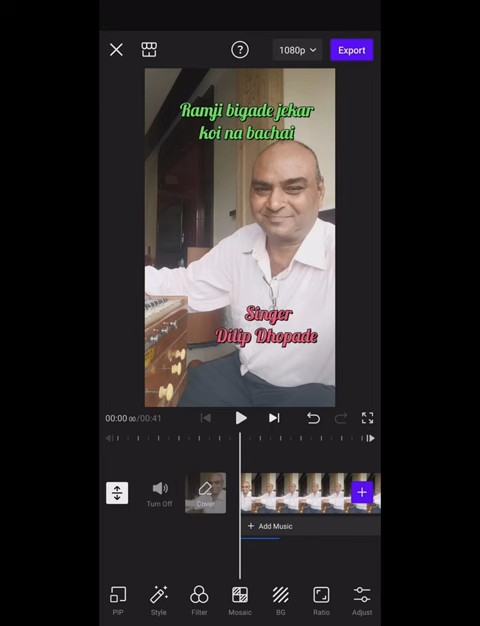 1080p
Export
Ramji bigade jekar
koi na bachai
Singer
Dilip Dhopade
00:00 00/00:41
Turn Off
Cover
+ Add Music
PIP
Style
Filter
Mosaic
BG
Ratio
Adjust